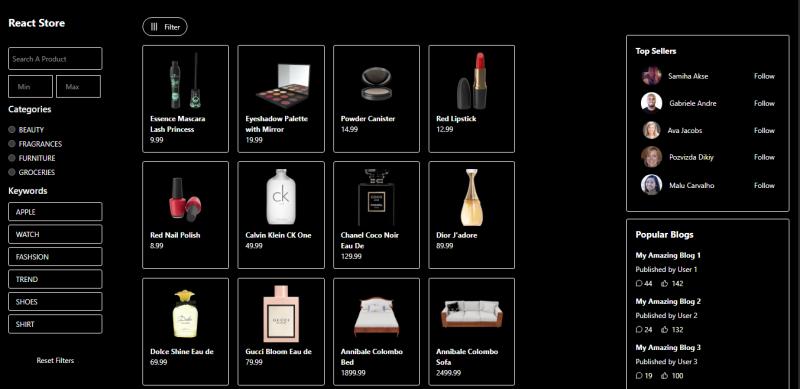 React Store
Search A Product
Min
Max
Categories
BEAUTY
FRAGRANCES
FURNITURE
GROCERIES
Keywords
APPLE
WATCH
FASHSION
TREND
SHOES
SHIRT
Reset Filters
Filter
Essence Mascara
Lash Princess
9.99
Eyeshadow Palette
with Mirror
19.99
Powder Canister
14.99
Red Lipstick
12.99
Red Nail Polish
8.99
ck
Calvin Klein CK One
49.99
Chanel Coco Noir
Eau De
129.99
Dior J'adore
89.99
Dolce Shine Eau de
69.99
GUCCI
Gucci Bloom Eau de
79.99
Annibale Colombo
Bed
1899.99
Annibale Colombo
Sofa
2499.99
Top Sellers
Samiha Akse Follow
Gabriele Andre Follow
Ava Jacobs Follow
Pozvizda Dikiy Follow
Malu Carvalho Follow
Popular Blogs
My Amazing Blog 1
Published by User 1
44 142
My Amazing Blog 2
Published by User 2
24 132
My Amazing Blog 3
Published by User 3
19 100